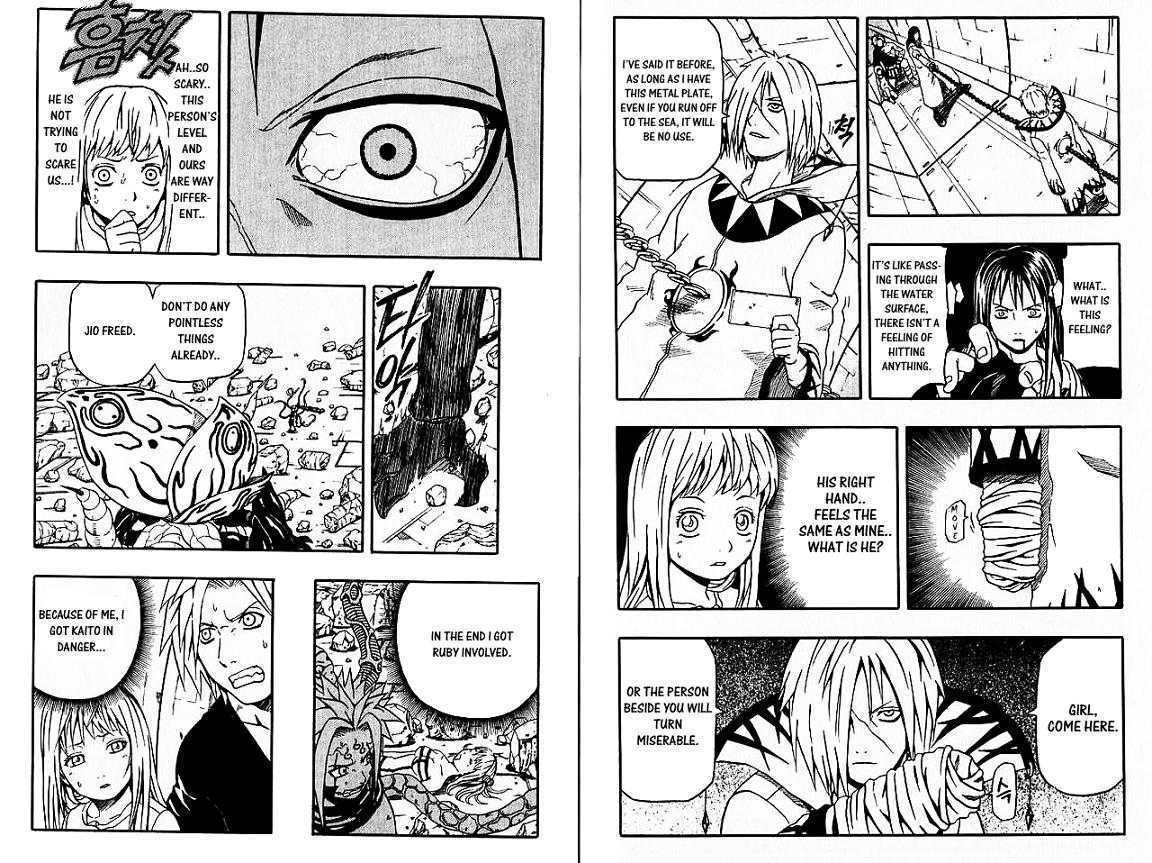 I'VE SAID IT BEFORE,
AS LONG AS I HAVE
THIS METAL PLATE,
EVEN IF YOU RUN OFF
TO THE SEA, IT WILL
BE NO USE.
WHAT..
WHAT IS
THIS
FEELING?
IT'S LIKE PASS-
ING THROUGH
THE WATER
SURFACE,
THERE ISN'T A
FEELING OF
HITTING
ANYTHING.
MOVE
HIS RIGHT
HAND..
FEELS THE
SAME AS MINE..
WHAT IS HE?
GIRL,
COME HERE.
OR THE PERSON
BESIDE YOU WILL
TURN
MISERABLE.
흠칫
AH..SO
SCARY..
THIS
PERSON'S
LEVEL
AND
OURS
ARE WAY
DIFFER-
ENT..
HE IS
NOT
TRYING
TO
SCARE
US...!
DON'T DO ANY
POINTLESS
THINGS
ALREADY..
JIO FREED.
IN THE END I GOT
RUBY INVOLVED.
BECAUSE OF ME, I
GOT KAITO IN
DANGER...